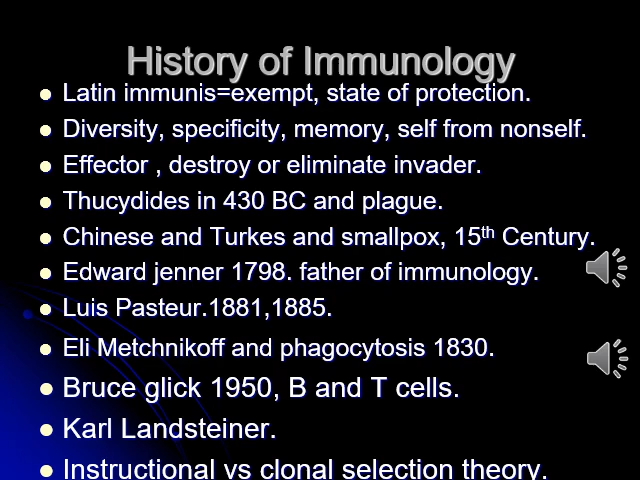 History of Immunology
Latin immunis=exempt, state of protection.
Diversity, specificity, memory, self from nonself.
Effector , destroy or eliminate invader.
Thucydides in 430 BC and plague.
Chinese and Turkes and smallpox, 15th Century.
Edward jenner 1798. father of immunology.
Luis Pasteur.1881,1885.
Eli Metchnikoff and phagocytosis 1830.
Bruce glick 1950, B and T cells.
Karl Landsteiner.
Instructional vs clonal selection theory.